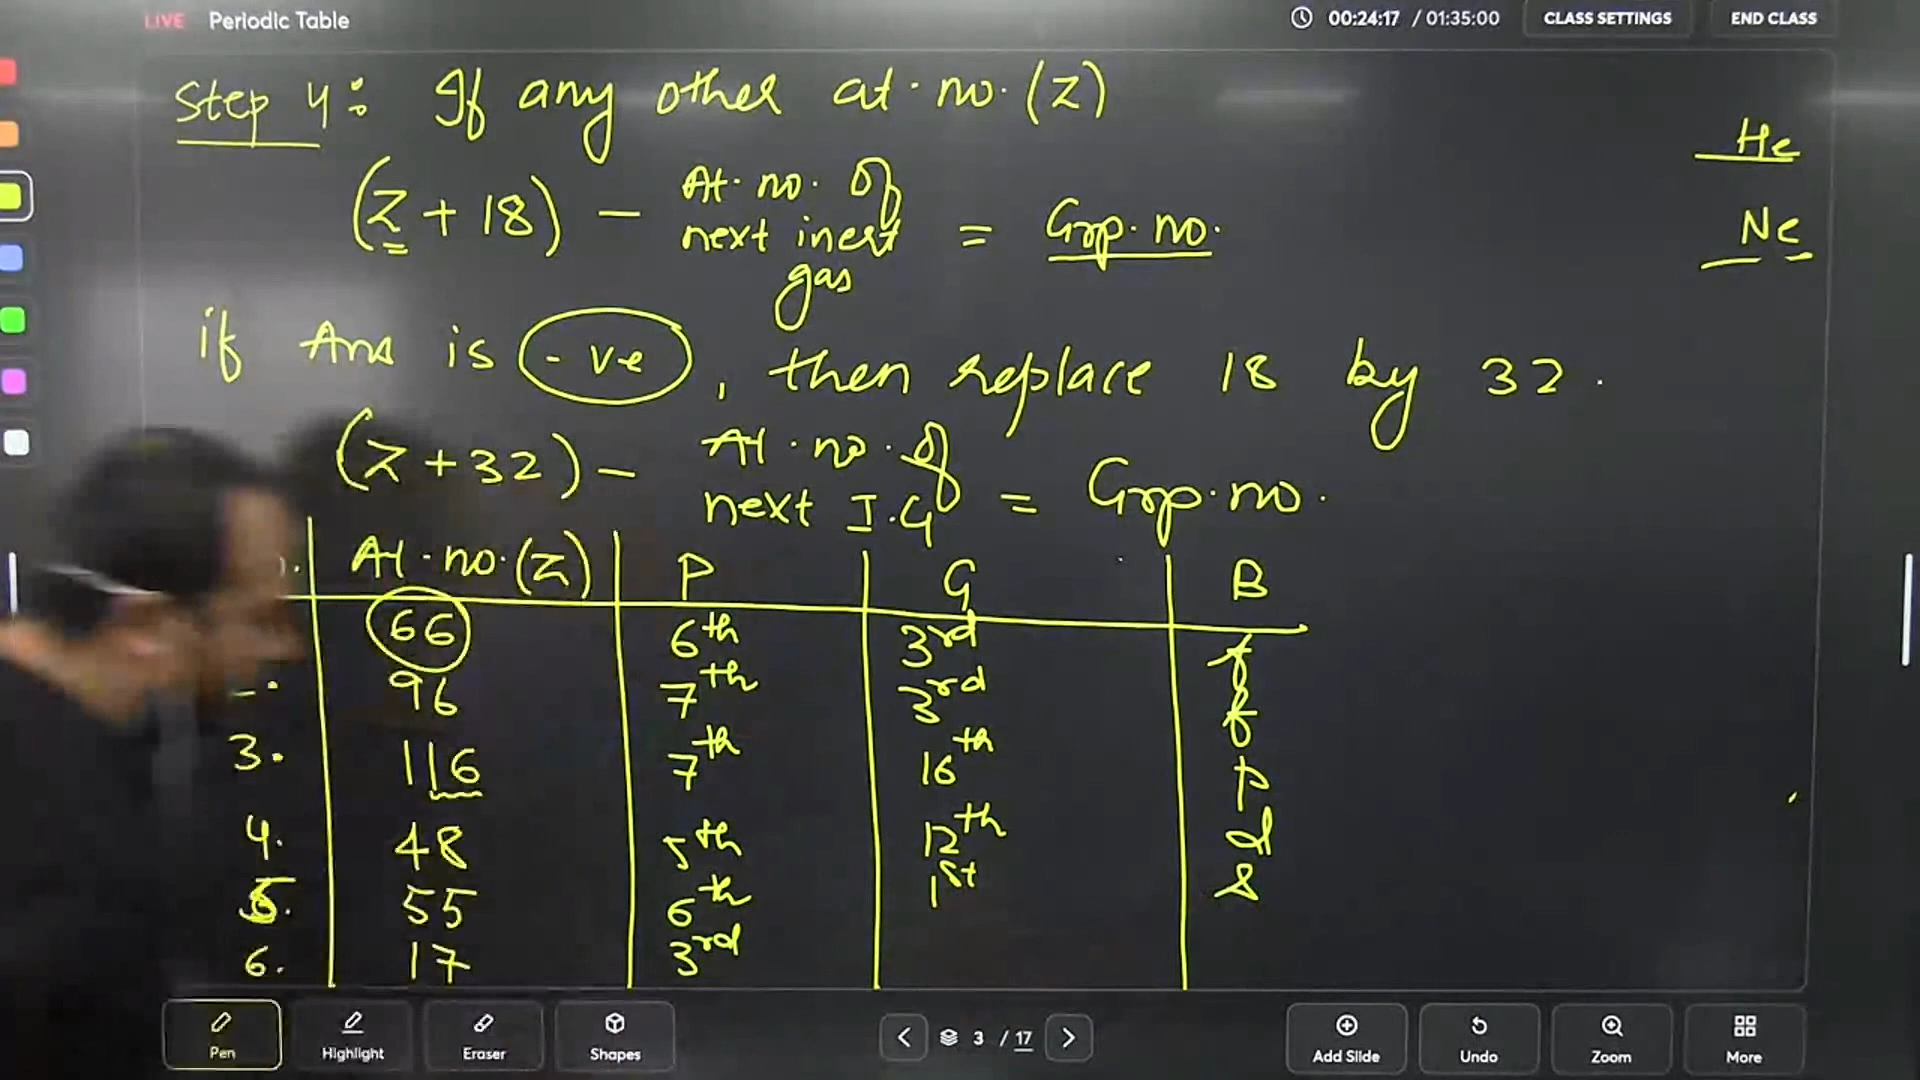 LIVE Periodic Table 00:24:17 / 01:35:00 CLASS SETTINGS END CLASS
Step 4: If any other at. no. (Z)
He
(Z + 18) - At. no. of next inert gas = Grp. no.
Ne
if Ans is -ve, then replace 18 by 32.
(Z + 32) - At. no. of next I.G = Grp. no.
At. no. (Z) P G B
66 6th 3rd f
96 7th 3rd f
3. 116 7th 16th P
4. 48 5th 12th d
5. 55 6th 1st s
6. 17 3rd
Pen Highlight Eraser Shapes 3 / 17 Add Slide Undo Zoom More